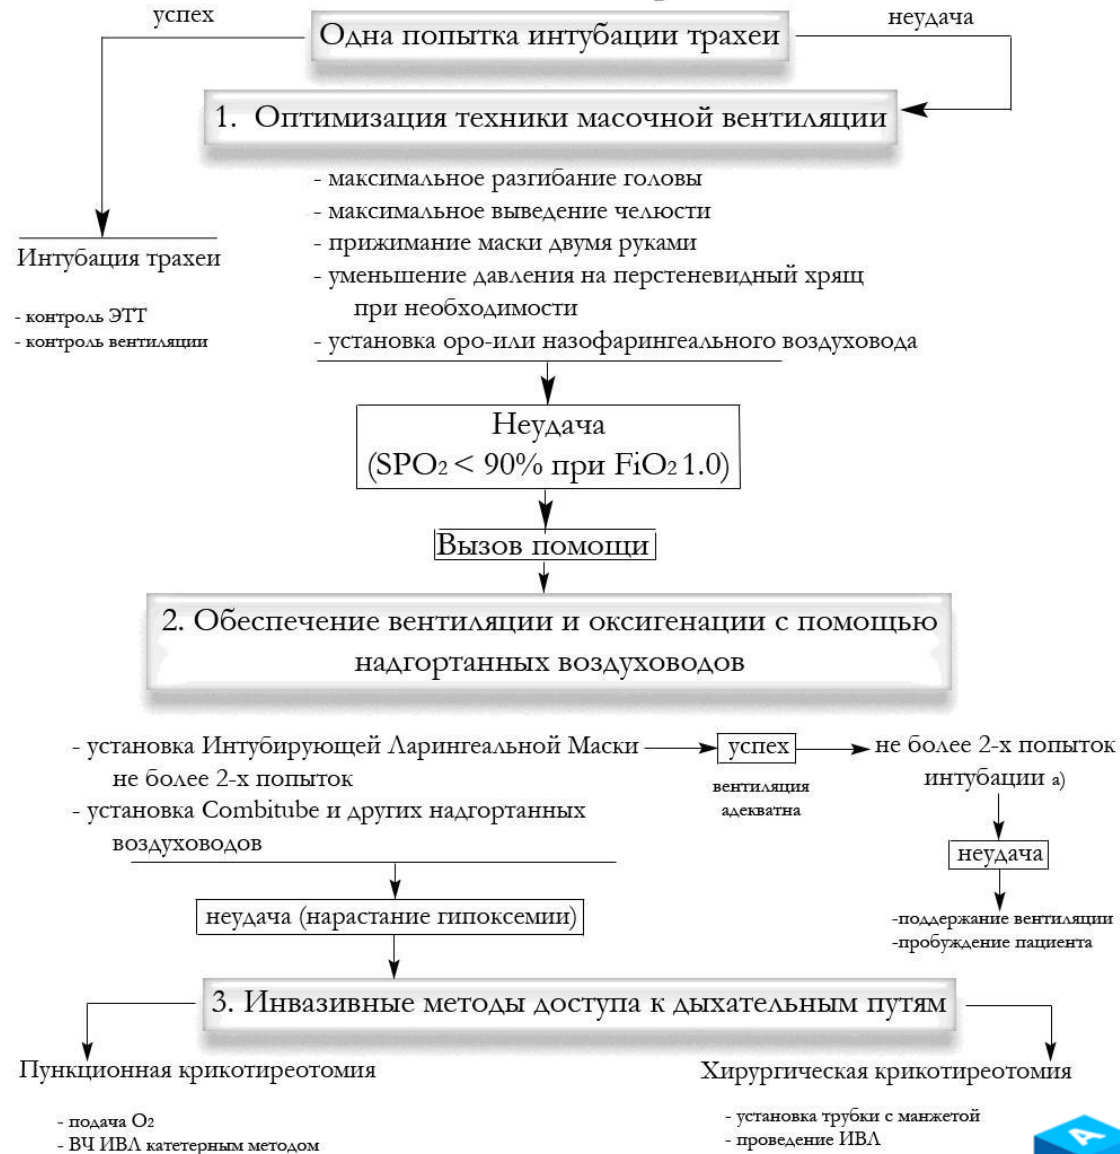 успех
неудача
Одна попытка интубации трахеи
1. Оптимизация техники масочной вентиляции
- максимальное разгибание головы
- максимальное выведение челюсти
- прижимание маски двумя руками
- уменьшение давления на перстеневидный хрящ
при необходимости
- установка оро-или назофарингеального воздуховода
Интубация трахеи
- контроль ЭТТ
- контроль вентиляции
Неудача
(SPO2 < 90% при FiO2 1.0)
Вызов помощи
2. Обеспечение вентиляции и оксигенации с помощью
надгортанных воздуховодов
- установка Интубирующей Ларингеальной Маски
не более 2-х попыток
- установка Combitube и других надгортанных
воздуховодов
успех
вентиляция
адекватна
не более 2-х попыток
интубации а)
неудача
-поддержание вентиляции
-пробуждение пациента
неудача (нарастание гипоксемии)
3. Инвазивные методы доступа к дыхательным путям
Пункционная крикотиреотомия
- подача О2
- ВЧ ИВЛ катетерным методом
Хирургическая крикотиреотомия
- установка трубки с манжетой
- проведение ИВЛ
A